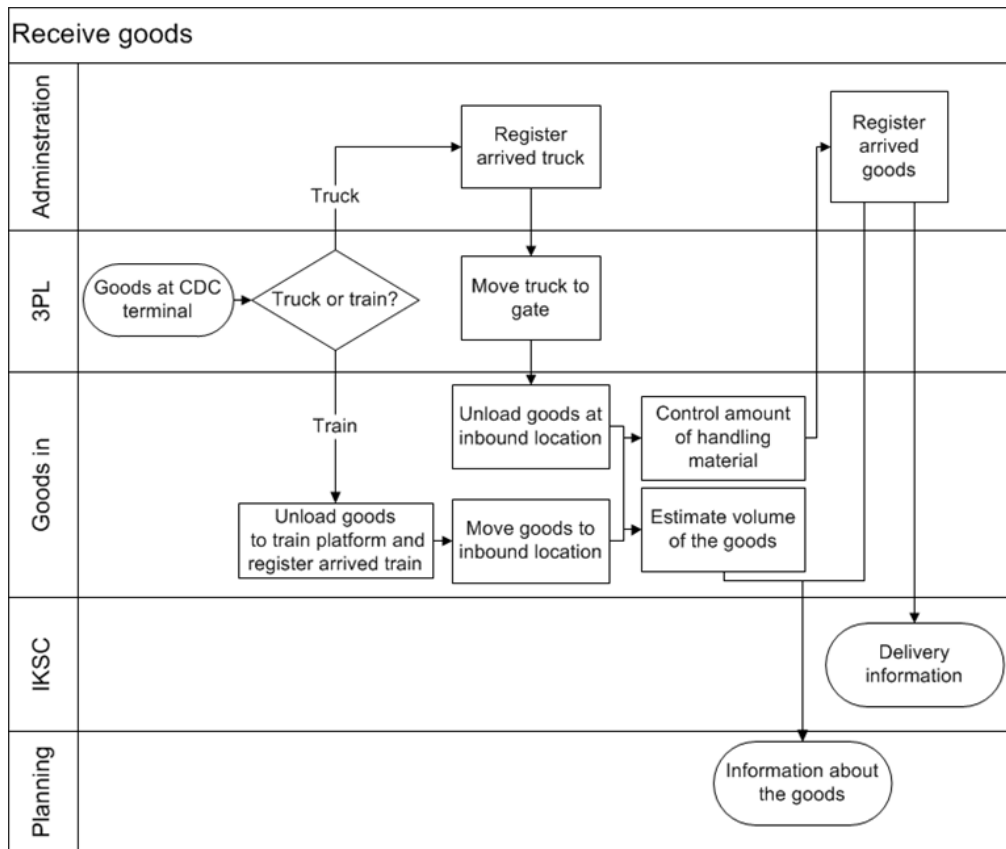 Receive goods
Adminstration
Register
arrived truck
Register
arrived
goods
Truck
3PL
Goods at CDC
terminal
Truck or train?
Move truck to
gate
Goods in
Train
Unload goods at
inbound location
Control amount
of handling
material
Unload goods
to train platform and
register arrived train
Move goods to
inbound location
Estimate volume
of the goods
IKSC
Delivery
information
Planning
Information about
the goods